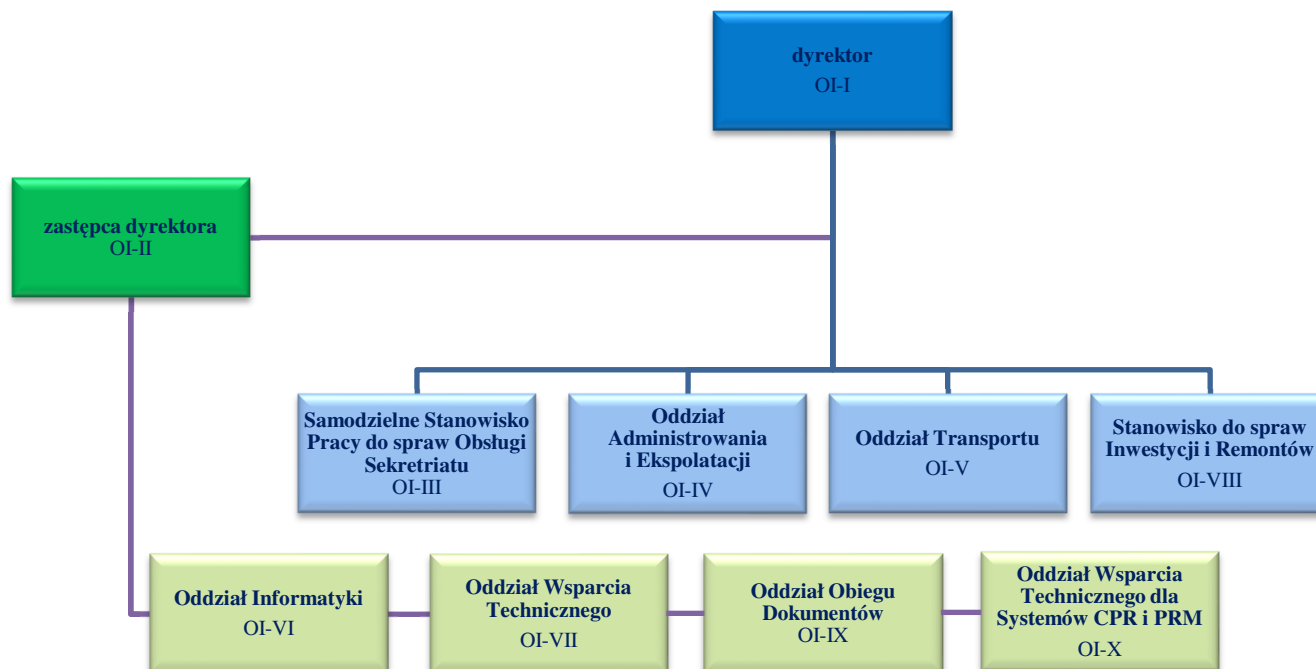 dyrektor
OI-I
zastępca dyrektora
OI-II
Samodzielne Stanowisko
Pracy do spraw Obsługi
Sekretriatu
OI-III
Oddział
Administrowania
i Ekspolatacji
OI-IV
Oddział Transportu
OI-V
Stanowisko do spraw
Inwestycji i Remontów
OI-VIII
Oddział Informatyki
OI-VI
Oddział Wsparcia
Technicznego
OI-VII
Oddział Obiegu
Dokumentów
OI-IX
Oddział Wsparcia
Technicznego dla
Systemów CPR i PRM
OI-X